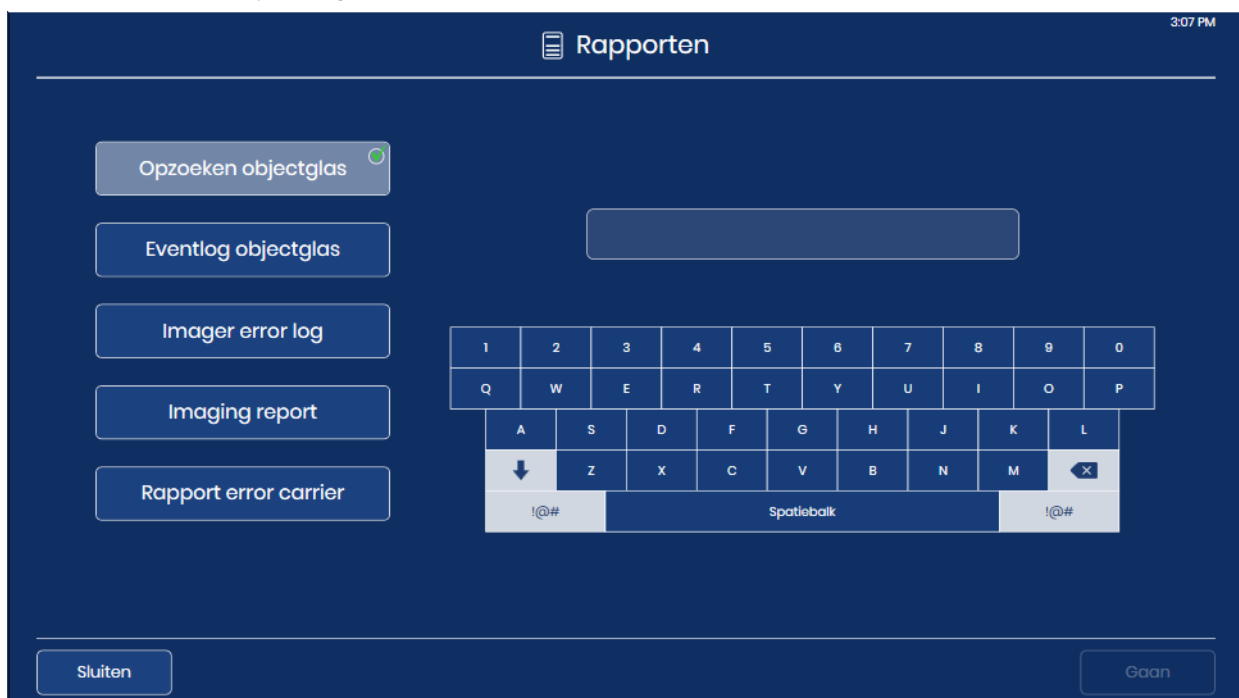 3:07 PM
Rapporten
Opzoeken objectglas
Eventlog objectglas
Imager error log
Imaging report
Rapport error carrier
1 2 3 4 5 6 7 8 9 0
Q W E R T Y U I O P
A S D F G H J K L
Z X C V B N M
!@# Spatiebalk !@#
Sluiten
Gaan